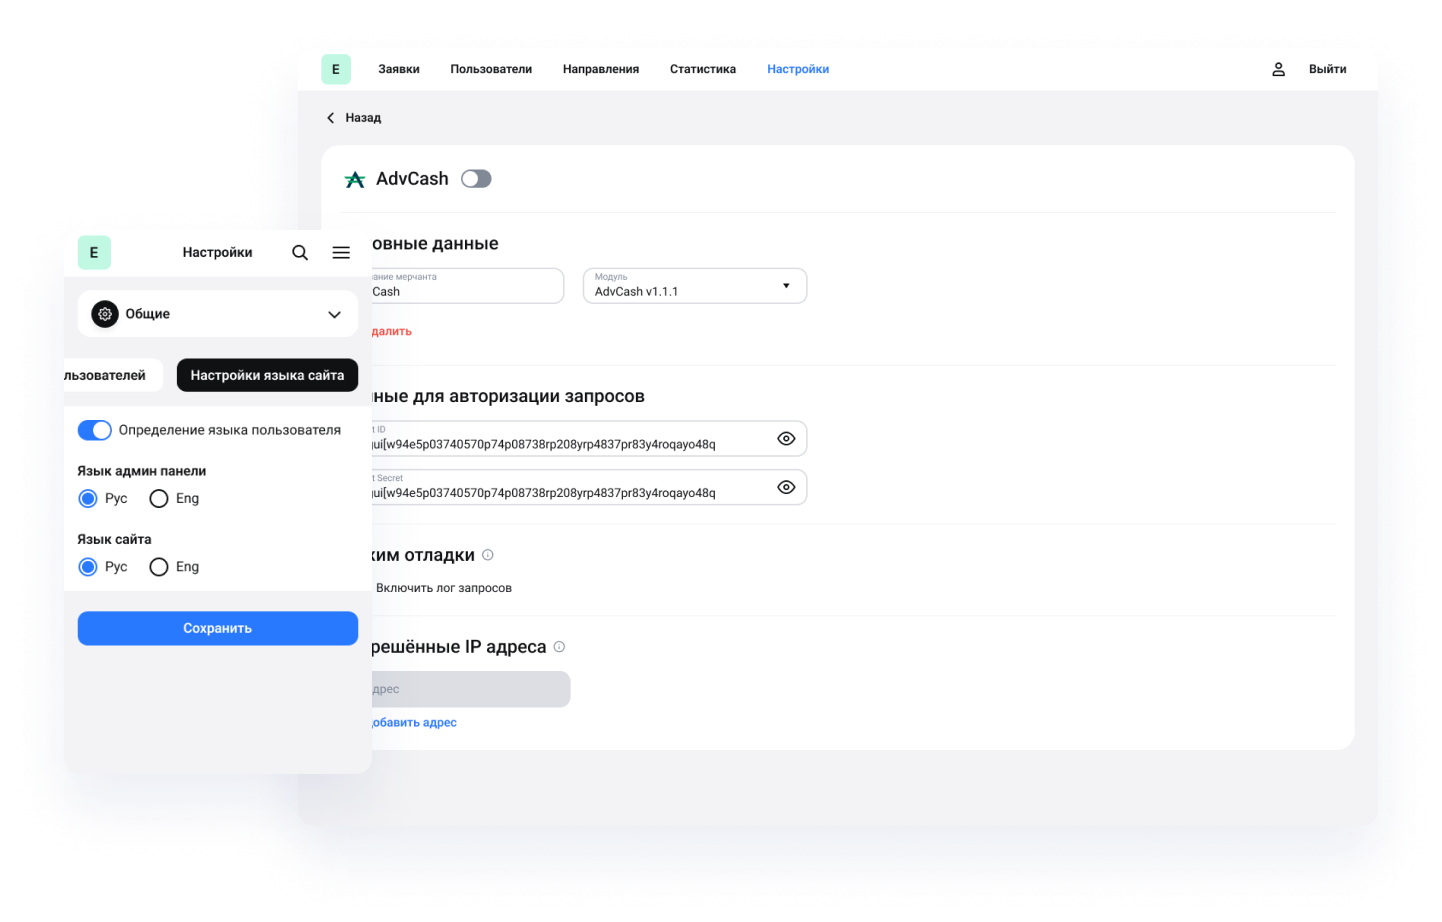 E Заявки Пользователи Направления Статистика Настройки Выйти
Назад
AdvCash
овные данные
ание мерчанта
Cash
Модуль
AdvCash v1.1.1
далить
ные для авторизации запросов
t ID
gui[w94e5p03740570p74p08738rp208yrp4837pr83y4roqayo48q
t Secret
gui[w94e5p03740570p74p08738rp208yrp4837pr83y4roqayo48q
ким отладки
Включить лог запросов
решённые IP адреса
дрес
обавить адрес
E Настройки
Общие
льзователей Настройки языка сайта
Определение языка пользователя
Язык админ панели
Рус Eng
Язык сайта
Рус Eng
Сохранить